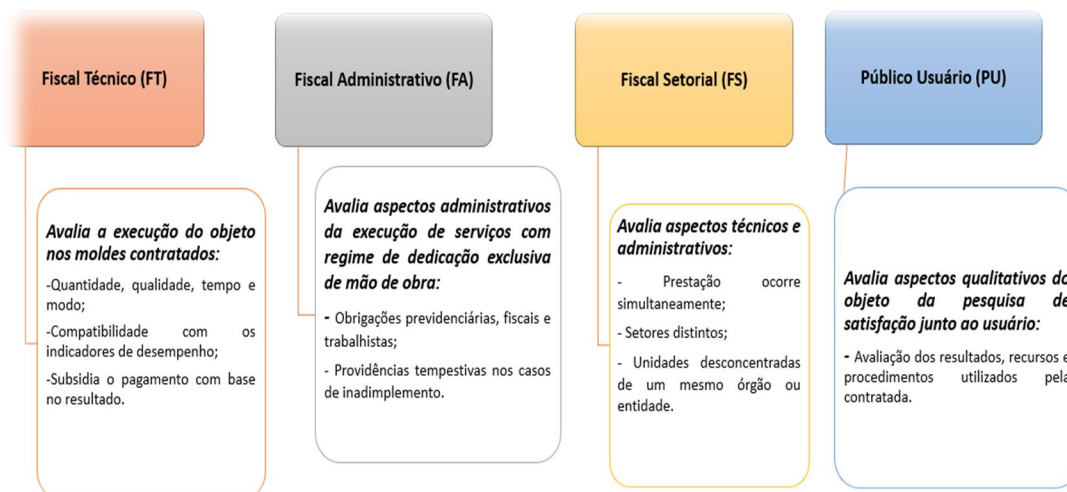 Fiscal Técnico (FT)
Avalia a execução do objeto
nos moldes contratados:
-Quantidade, qualidade, tempo e
modo;
-Compatibilidade com os
indicadores de desempenho;
-Subsidia o pagamento com base
no resultado.
Fiscal Administrativo (FA)
Avalia aspectos administrativos
da execução de serviços com
regime de dedicação exclusiva
de mão de obra:
- Obrigações previdenciárias, fiscais e
trabalhistas;
- Providências tempestivas nos casos
de inadimplemento.
Fiscal Setorial (FS)
Avalia aspectos técnicos e
administrativos:
- Prestação ocorre
simultaneamente;
- Setores distintos;
- Unidades desconcentradas
de um mesmo órgão ou
entidade.
Público Usuário (PU)
Avalia aspectos qualitativos do
objeto da pesquisa de
satisfação junto ao usuário:
- Avaliação dos resultados, recursos e
procedimentos utilizados pela
contratada.